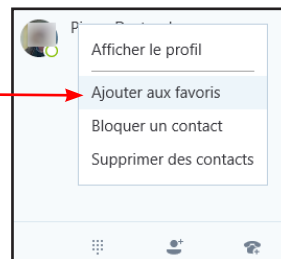 Afficher le profil
Ajouter aux favoris
Bloquer un contact
Supprimer des contacts